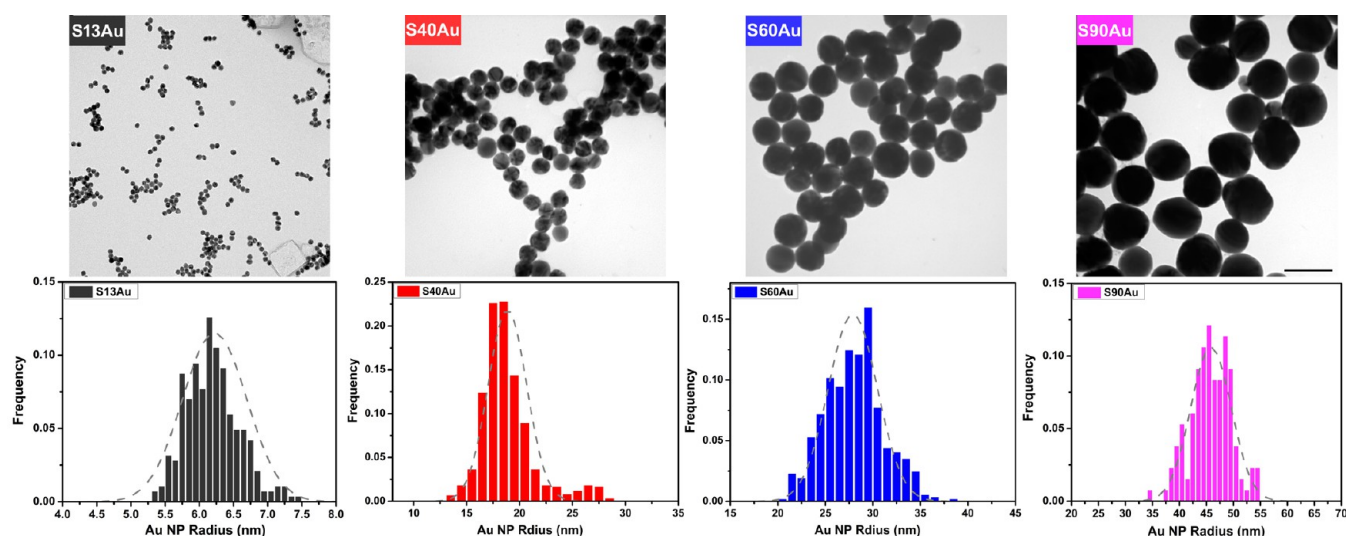 S13Au
S40Au
S60Au
S90Au
S13Au
S40Au
S60Au
S90Au
Frequency
0.15
0.10
0.05
0.00
4.0 4.5 5.0 5.5 6.0 6.5 7.0 7.5 8.0
Au NP Radius (nm)
Frequency
0.25
0.20
0.15
0.10
0.05
0.00
10 15 20 25 30 35
Au NP Rdius (nm)
Frequency
0.15
0.10
0.05
0.00
15 20 25 30 35 40 45
Au NP Rdius (nm)
Frequency
0.15
0.10
0.05
0.00
20 25 30 35 40 45 50 55 60 65 70
Au NP Radius (nm)